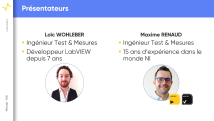 Présentateurs
Loïc WOHLEBER
• Ingénieur Test & Mesures
• Développeur LabVIEW
depuis 7 ans
Maxime RENAUD
• Ingénieur Test & Mesures
• 15 ans d'expérience dans le
monde NI